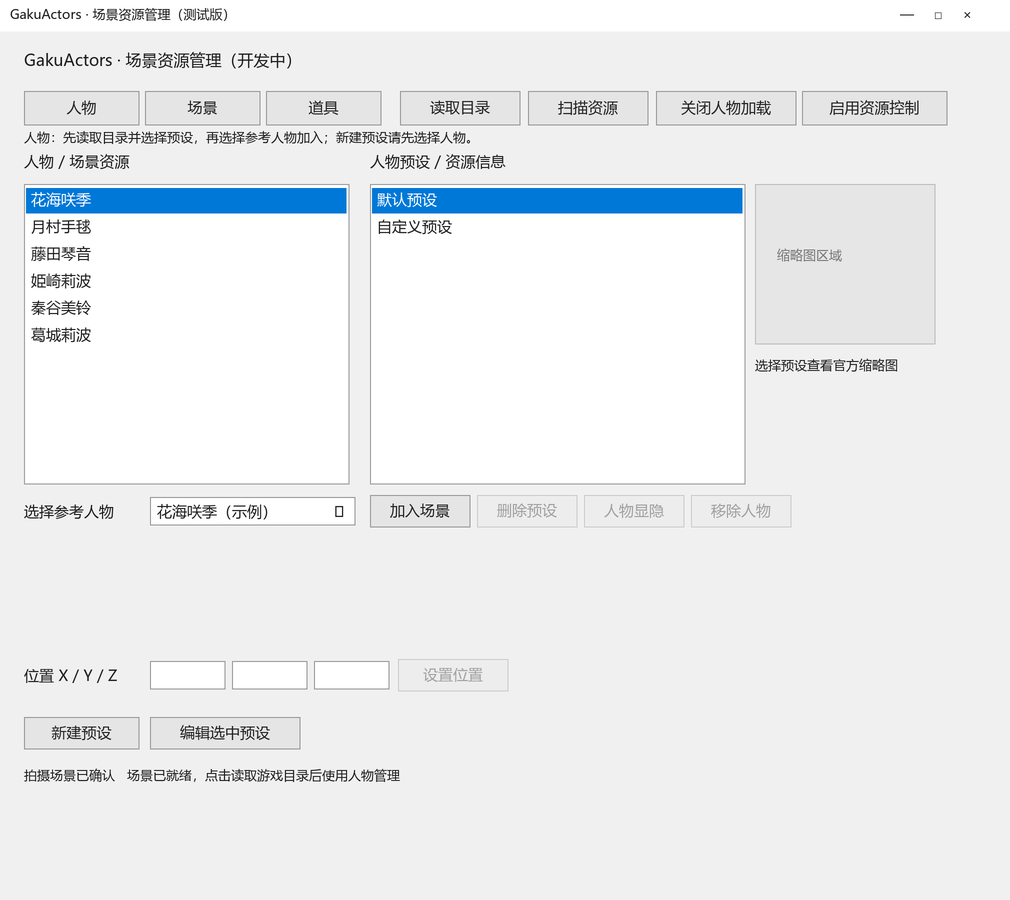 GakuActors · 场景资源管理（测试版）
GakuActors · 场景资源管理（开发中）
人物 场景 道具 读取目录 扫描资源 关闭人物加载 启用资源控制
人物：先读取目录并选择预设，再选择参考人物加入；新建预设请先选择人物。
人物 / 场景资源 人物预设 / 资源信息
花海咲季 默认预设
月村手毬 自定义预设
藤田琴音
姫崎莉波
秦谷美铃
葛城莉波
缩略图区域
选择预设查看官方缩略图
选择参考人物 花海咲季（示例） 加入场景 删除预设 人物显隐 移除人物
位置 X / Y / Z 设置位置
新建预设 编辑选中预设
拍摄场景已确认 场景已就绪，点击读取游戏目录后使用人物管理